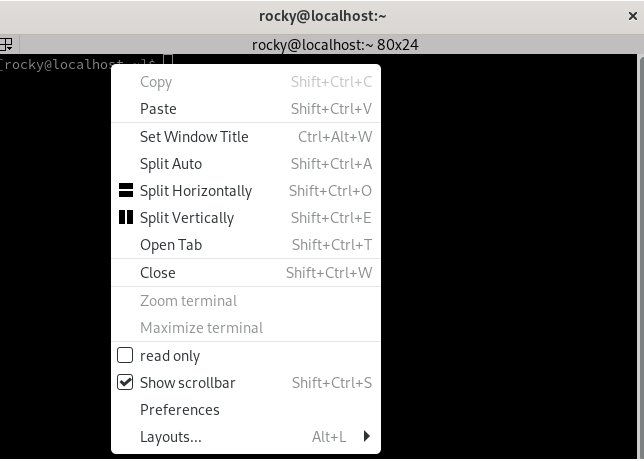 rocky@localhost:~
rocky@localhost:~ 80x24
[rocky@localhost ~]$
Copy Shift+Ctrl+C
Paste Shift+Ctrl+V
Set Window Title Ctrl+Alt+W
Split Auto Shift+Ctrl+A
Split Horizontally Shift+Ctrl+O
Split Vertically Shift+Ctrl+E
Open Tab Shift+Ctrl+T
Close Shift+Ctrl+W
Zoom terminal
Maximize terminal
read only
Show scrollbar Shift+Ctrl+S
Preferences
Layouts... Alt+L